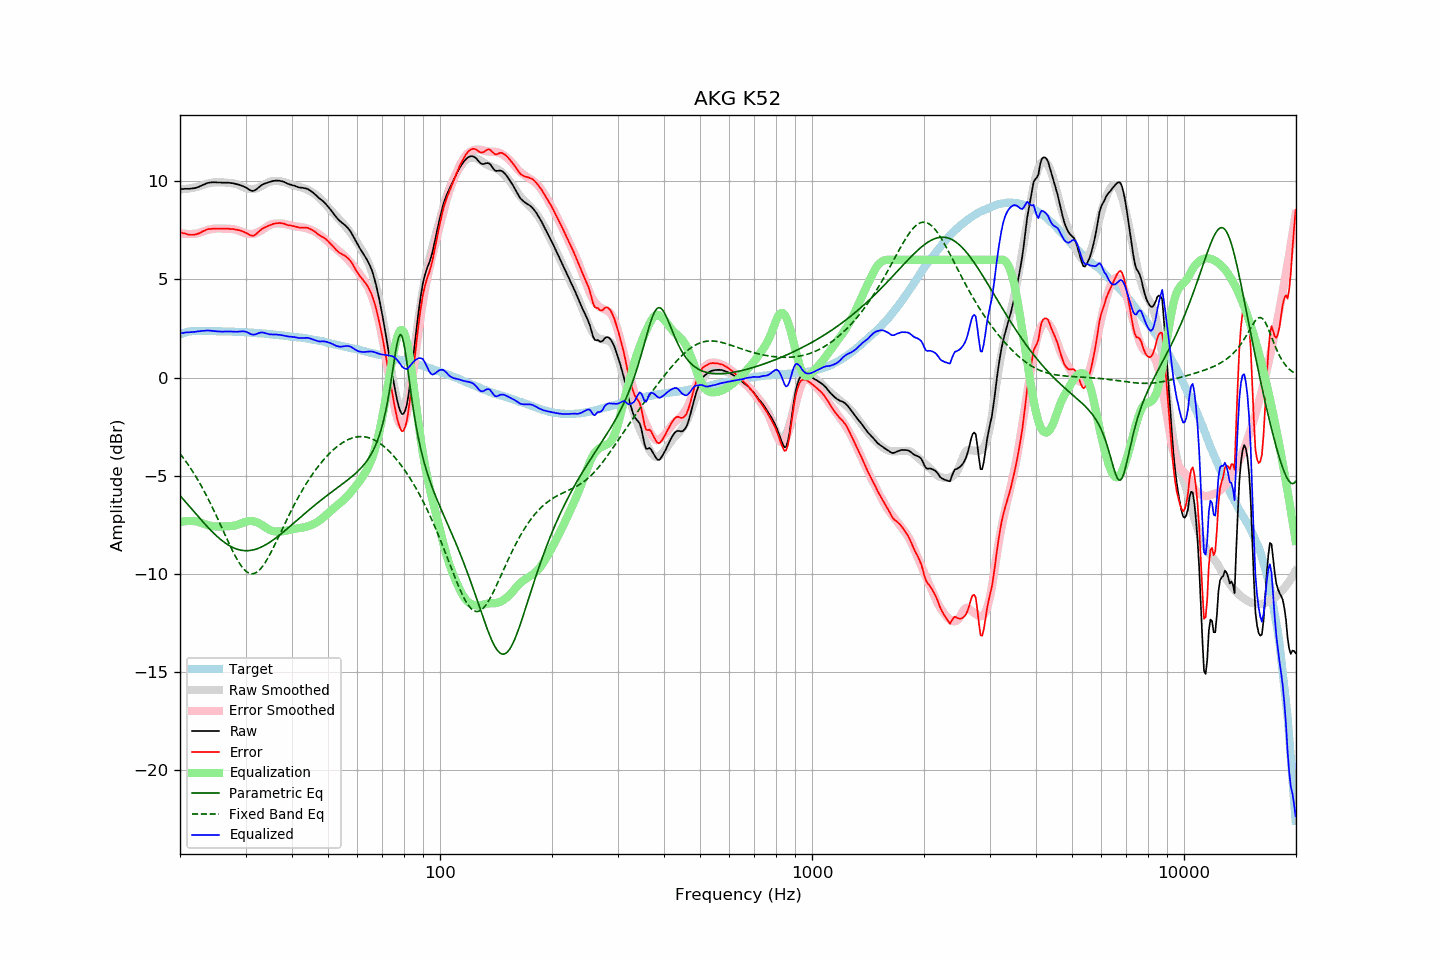 AKG K52
Amplitude (dBr)
10
5
0
−5
−10
−15
−20
Target
Raw Smoothed
Error Smoothed
Raw
Error
Equalization
Parametric Eq
Fixed Band Eq
Equalized
100
1000
10000
Frequency (Hz)